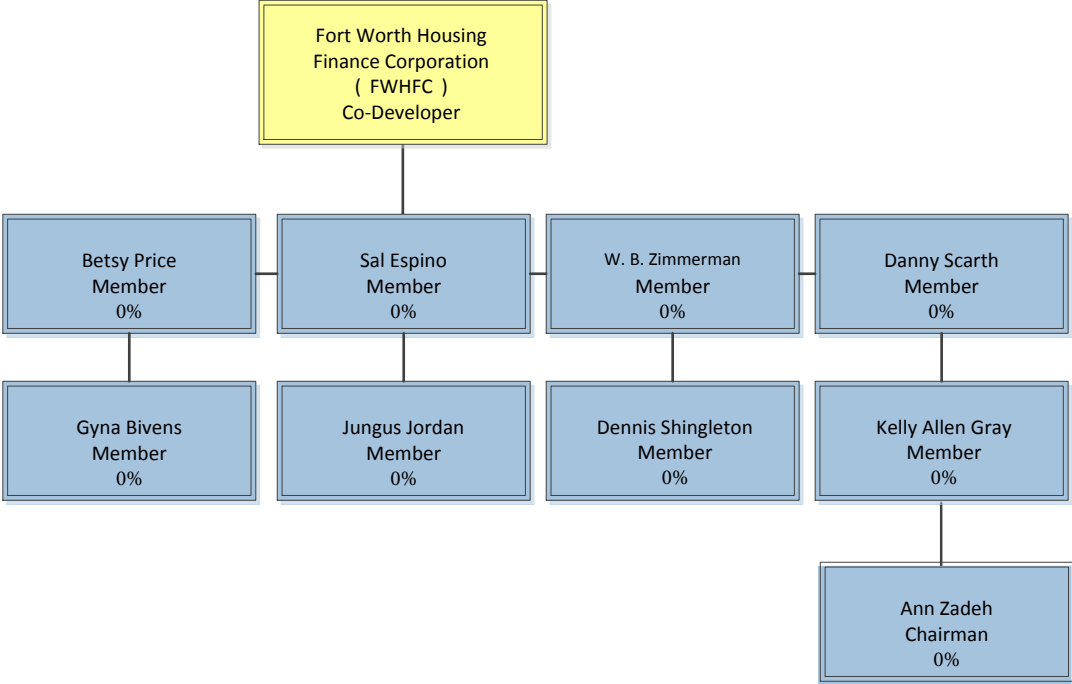 Fort Worth Housing
Finance Corporation
( FWHFC )
Co-Developer
Betsy Price
Member
0%
Sal Espino
Member
0%
W. B. Zimmerman
Member
0%
Danny Scarth
Member
0%
Gyna Bivens
Member
0%
Jungus Jordan
Member
0%
Dennis Shingleton
Member
0%
Kelly Allen Gray
Member
0%
Ann Zadeh
Chairman
0%